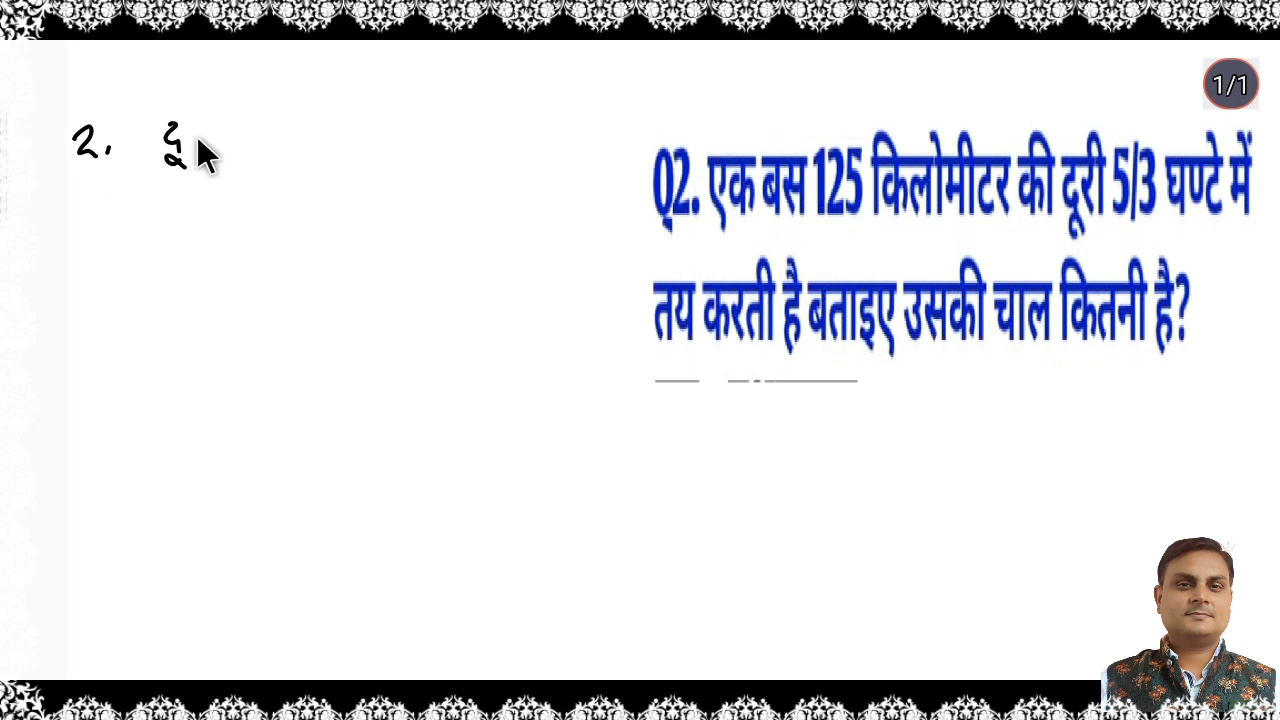 1/1
2. दू
Q2. एक बस 125 किलोमीटर की दूरी 5/3 घण्टे में
तय करती है बताइए उसकी चाल कितनी है?